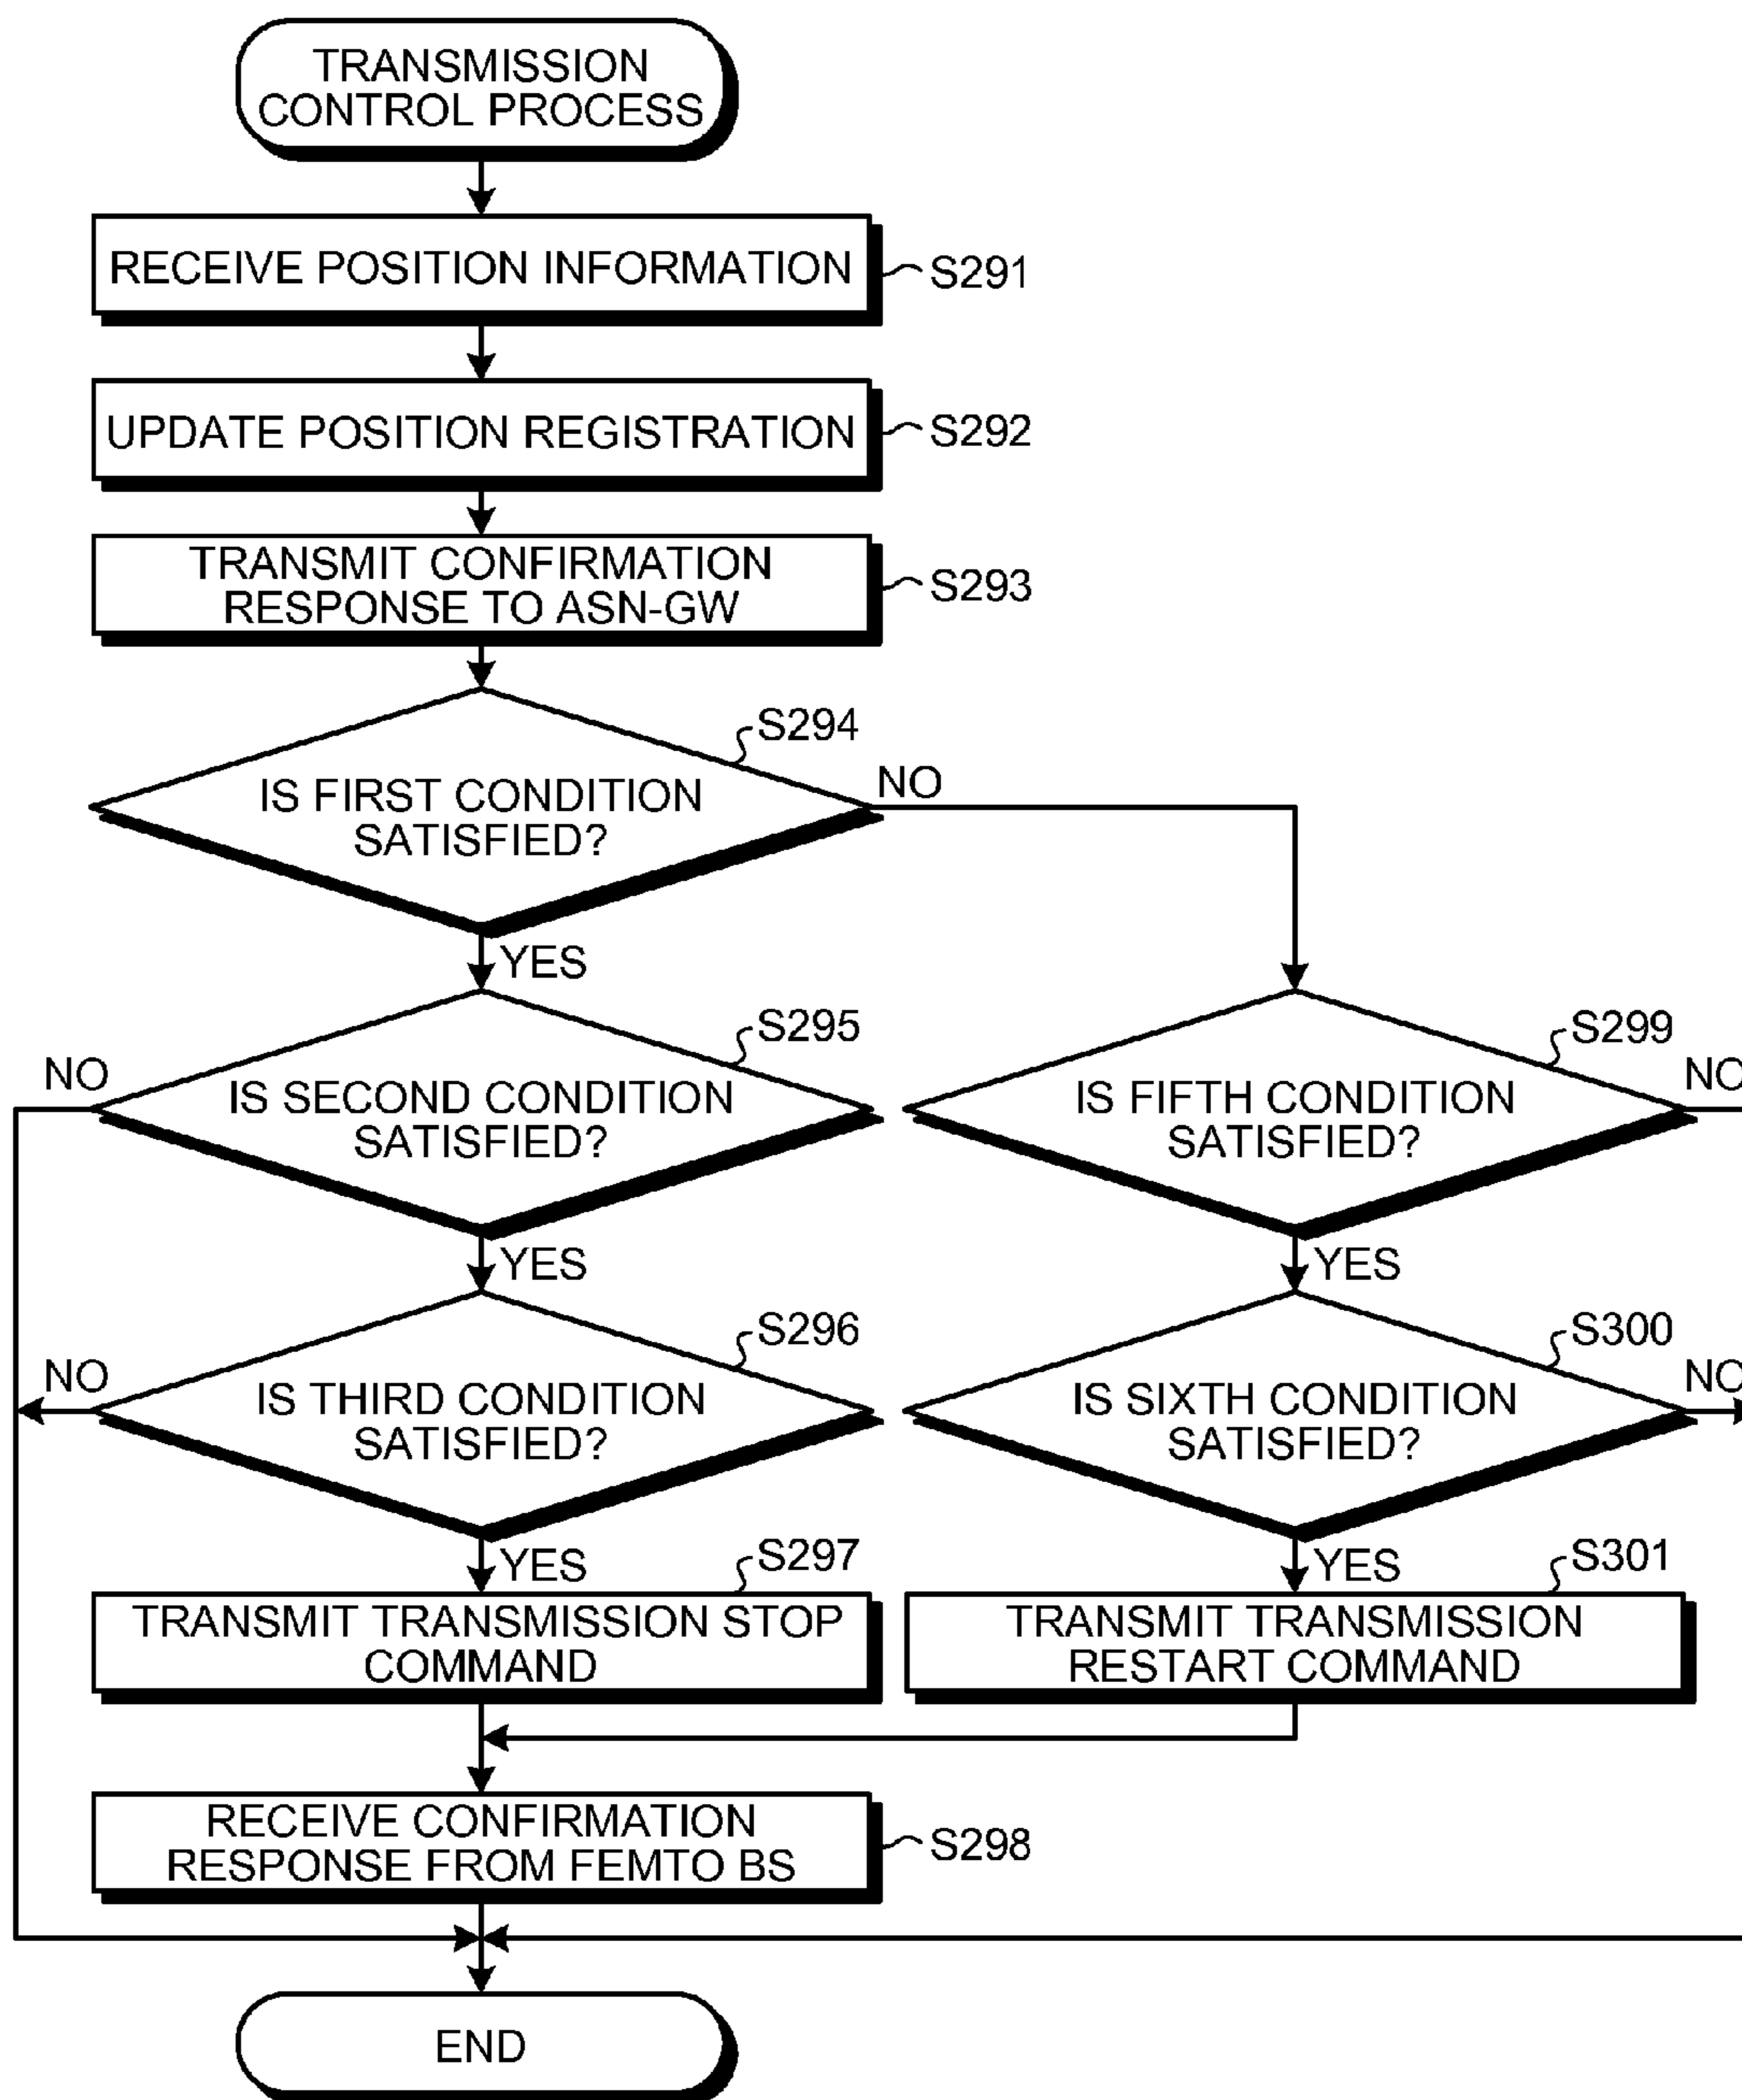 TRANSMISSION
CONTROL PROCESS
RECEIVE POSITION INFORMATION
S291
UPDATE POSITION REGISTRATION
S292
TRANSMIT CONFIRMATION
RESPONSE TO ASN-GW
S293
S294
IS FIRST CONDITION
SATISFIED?
NO
YES
S295
NO
IS SECOND CONDITION
SATISFIED?
YES
S299
NO
IS FIFTH CONDITION
SATISFIED?
YES
S296
NO
IS THIRD CONDITION
SATISFIED?
YES
S300
NO
IS SIXTH CONDITION
SATISFIED?
YES
S297
TRANSMIT TRANSMISSION STOP
COMMAND
S301
TRANSMIT TRANSMISSION
RESTART COMMAND
RECEIVE CONFIRMATION
RESPONSE FROM FEMTO BS
S298
END